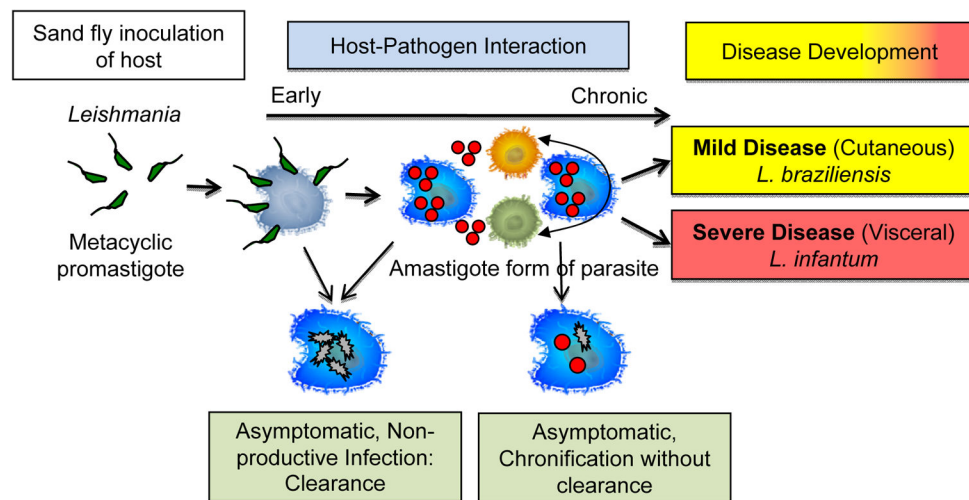 Sand fly inoculation
of host
Host-Pathogen Interaction
Disease Development
Early
Chronic
Leishmania
Metacyclic
promastigote
Amastigote form of parasite
Mild Disease (Cutaneous)
L. braziliensis
Severe Disease (Visceral)
L. infantum
Asymptomatic, Non-
productive Infection:
Clearance
Asymptomatic,
Chronification without
clearance